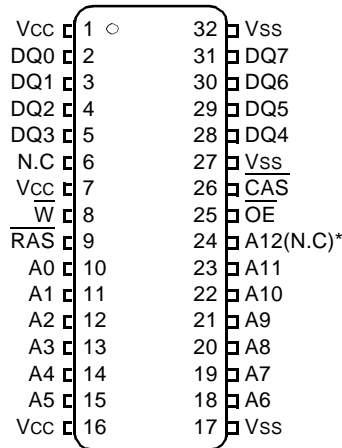 Vcc 1 32 Vss
DQ0 2 31 DQ7
DQ1 3 30 DQ6
DQ2 4 29 DQ5
DQ3 5 28 DQ4
N.C 6 27 Vss
Vcc 7 26 C̅A̅S̅
W̅ 8 25 O̅E̅
R̅A̅S̅ 9 24 A12(N.C)*
A0 10 23 A11
A1 11 22 A10
A2 12 21 A9
A3 13 20 A8
A4 14 19 A7
A5 15 18 A6
Vcc 16 17 Vss